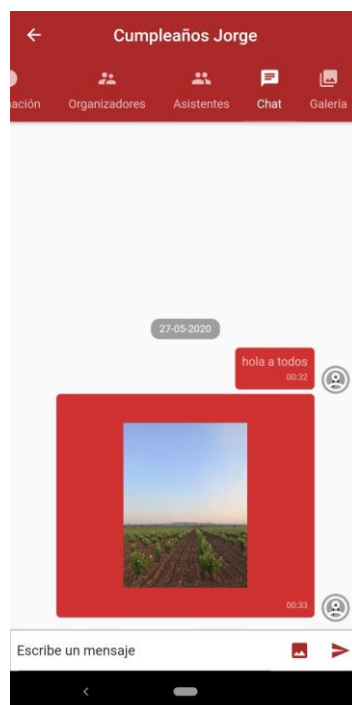 Cumpleaños Jorge
ación Organizadores Asistentes Chat Galería
27-05-2020
hola a todos
00:32
00:33
Escribe un mensaje